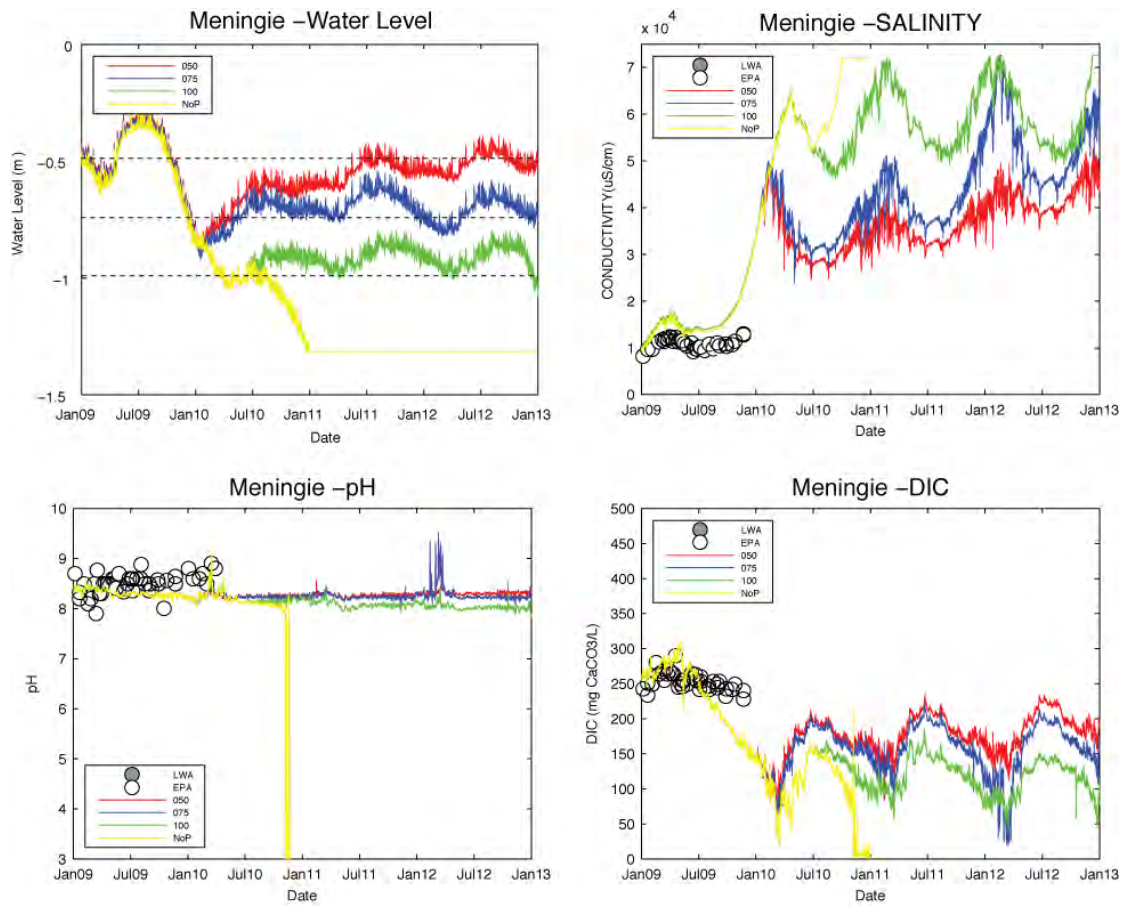 Meningie –Water Level
0
–0.5
–1
–1.5
Water Level (m )
050
075
100
NoP
Jan09 Jul09 Jan10 Jul10 Jan11 Jul11 Jan12 Jul12 Jan13
Date
Meningie –SALINITY
x 10⁴
7
6
5
4
3
2
1
0
CONDUCTIVITY(uS/cm)
LWA
EPA
050
075
100
NoP
Jan09 Jul09 Jan10 Jul10 Jan11 Jul11 Jan12 Jul12 Jan13
Date
Meningie –pH
10
9
8
7
6
5
4
3
pH
LWA
EPA
050
075
100
NoP
Jan09 Jul09 Jan10 Jul10 Jan11 Jul11 Jan12 Jul12 Jan13
Date
Meningie –DIC
500
450
400
350
300
250
200
150
100
50
0
DIC (mg CaCO3/L)
LWA
EPA
050
075
100
NoP
Jan09 Jul09 Jan10 Jul10 Jan11 Jul11 Jan12 Jul12 Jan13
Date